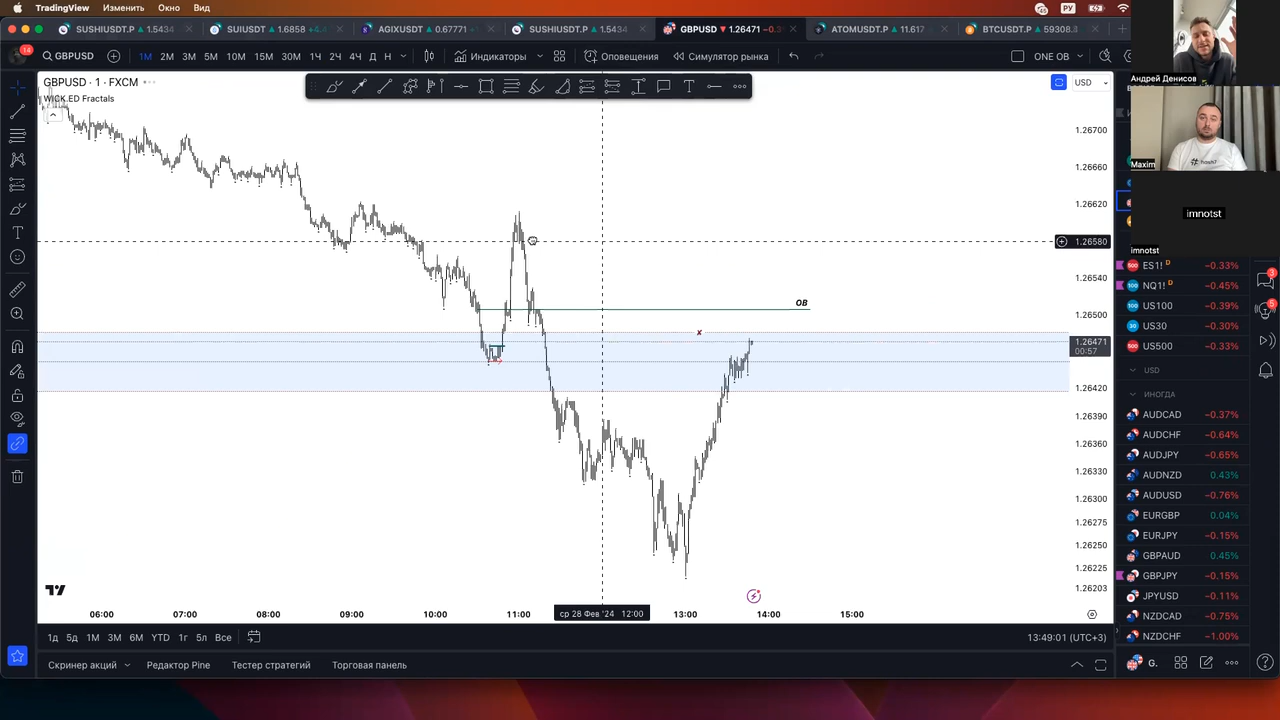 TradingView Изменить Окно Вид
РУ
SUSHIUSDT.P ▲ 1.5434
SUIUSDT ▲ 1.6858 +4.4
AGIXUSDT ▲ 0.67771
SUSHIUSDT.P ▲ 1.5434
GBPUSD ▼ 1.26471 −0.3
ATOMUSDT.P ▲ 11.617
BTCUSDT.P ▲ 59308.
14
GBPUSD
1М 2М 3М 5М 10М 15М 30М 1Ч 2Ч 4Ч Д Н
Индикаторы
Оповещения
Симулятор рынка
ONE OB
Андрей Денисов
GBPUSD · 1 · FXCM
WICK.ED Fractals
USD
1.26700
1.26660
1.26620
1.26580
1.26540
1.26500
1.26471
00:57
1.26420
1.26390
1.26360
1.26330
1.26300
1.26275
1.26250
1.26225
1.26203
OB
x
Maxim
# hash7
imnotst
imnotst
ES1! D −0.33%
NQ1! D −0.45%
US100 −0.39%
US30 −0.30%
US500 −0.33%
USD
ИНОГДА
AUDCAD −0.37%
AUDCHF −0.64%
AUDJPY −0.65%
AUDNZD 0.43%
AUDUSD −0.76%
EURGBP 0.04%
EURJPY −0.15%
GBPAUD 0.45%
GBPJPY −0.15%
JPYUSD −0.11%
NZDCAD −0.75%
NZDCHF −1.00%
3
5
06:00 07:00 08:00 09:00 10:00 11:00 ср 28 Фев '24 12:00 13:00 14:00 15:00
1д 5д 1М 3М 6М YTD 1г 5л Все
13:49:01 (UTC+3)
Скринер акций Редактор Pine Тестер стратегий Торговая панель
G.